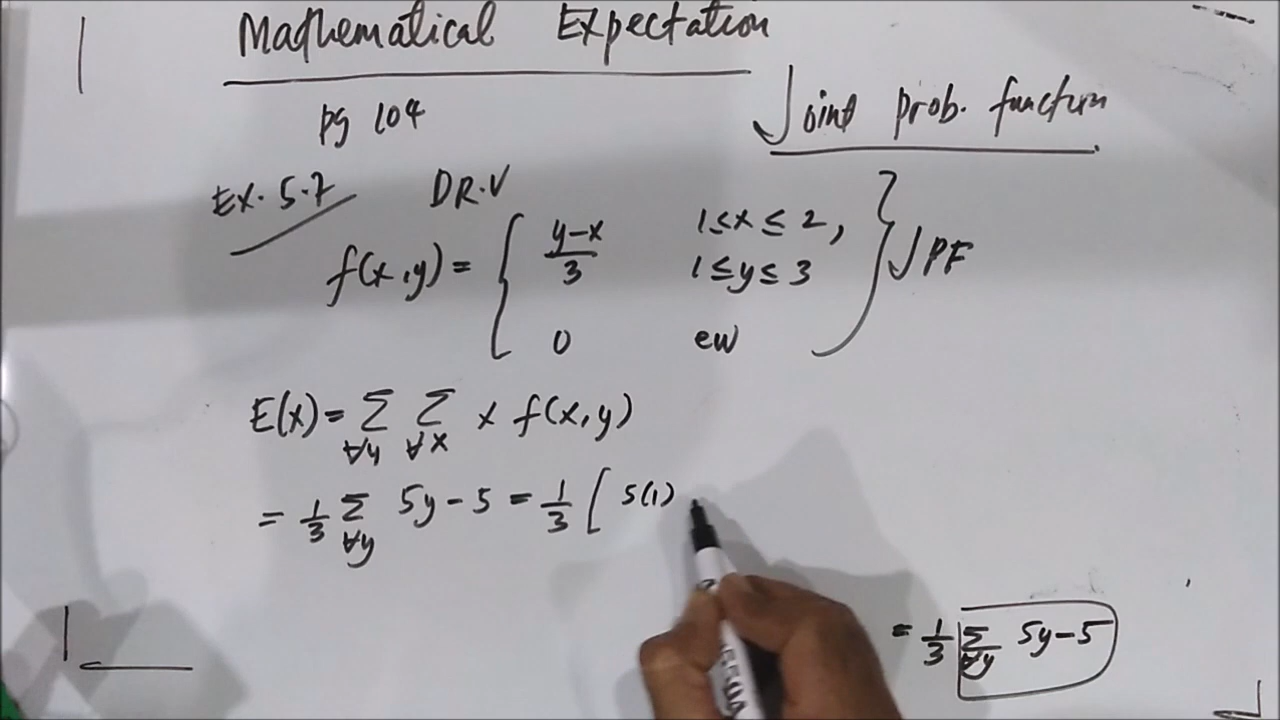 Mathematical Expectation
pg 104
Joint prob. function
Ex. 5.7 DR.V
f(x,y) = { y-x/3 1≤x≤2, 1≤y≤3
0 ew } JPF
E(x) = Σ∀y Σ∀x x f(x,y)
= 1/3 Σ∀y 5y-5 = 1/3 [ 5(1)
= 1/3 Σ∀y 5y-5